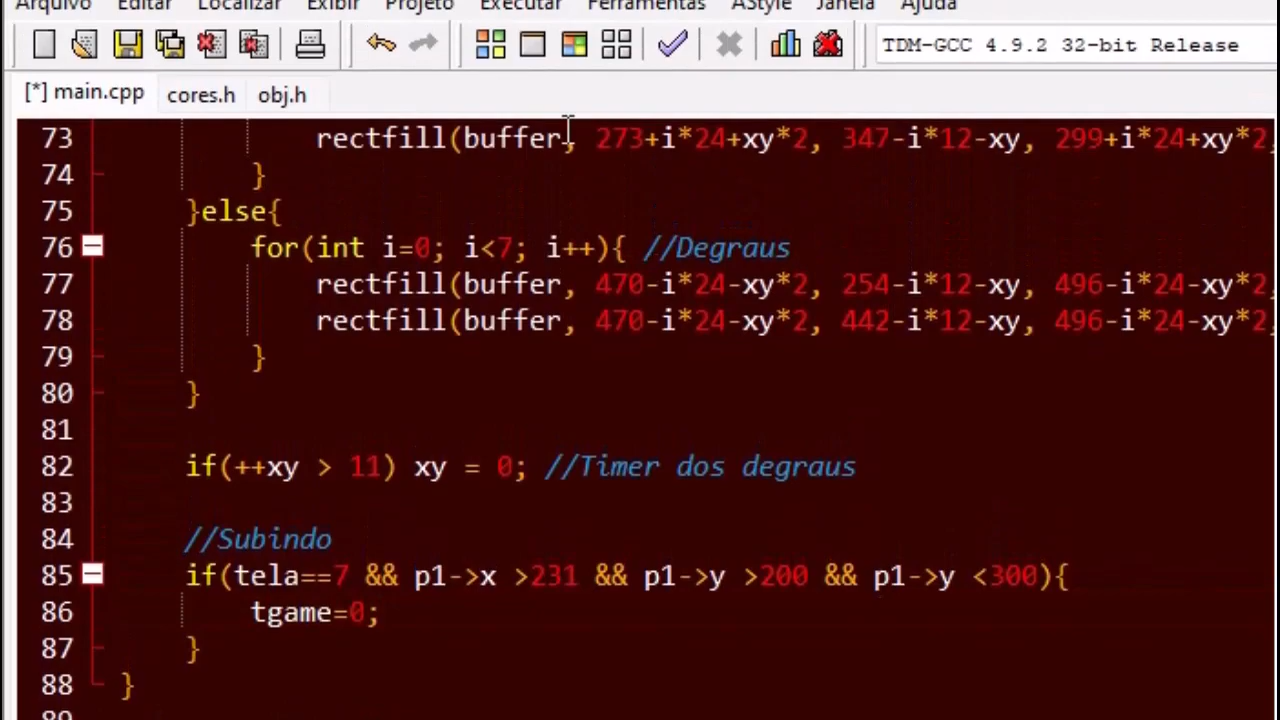 Arquivo Editar Localizar Exibir Projeto Executar Ferramentas AStyle Janela Ajuda
TDM-GCC 4.9.2 32-bit Release
[*] main.cpp cores.h obj.h
73 rectfill(buffer, 273+i*24+xy*2, 347-i*12-xy, 299+i*24+xy*2,
74 }
75 }else{
76 for(int i=0; i<7; i++){ //Degraus
77 rectfill(buffer, 470-i*24-xy*2, 254-i*12-xy, 496-i*24-xy*2,
78 rectfill(buffer, 470-i*24-xy*2, 442-i*12-xy, 496-i*24-xy*2,
79 }
80 }
81
82 if(++xy > 11) xy = 0; //Timer dos degraus
83
84 //Subindo
85 if(tela==7 && p1->x >231 && p1->y >200 && p1->y <300){
86 tgame=0;
87 }
88 }
89